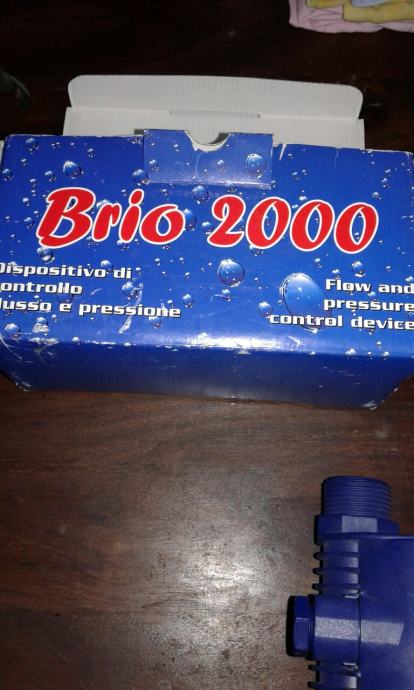 Brio 2000
Dispositivo di
controllo
flusso e pressione
Flow and
pressure
control device